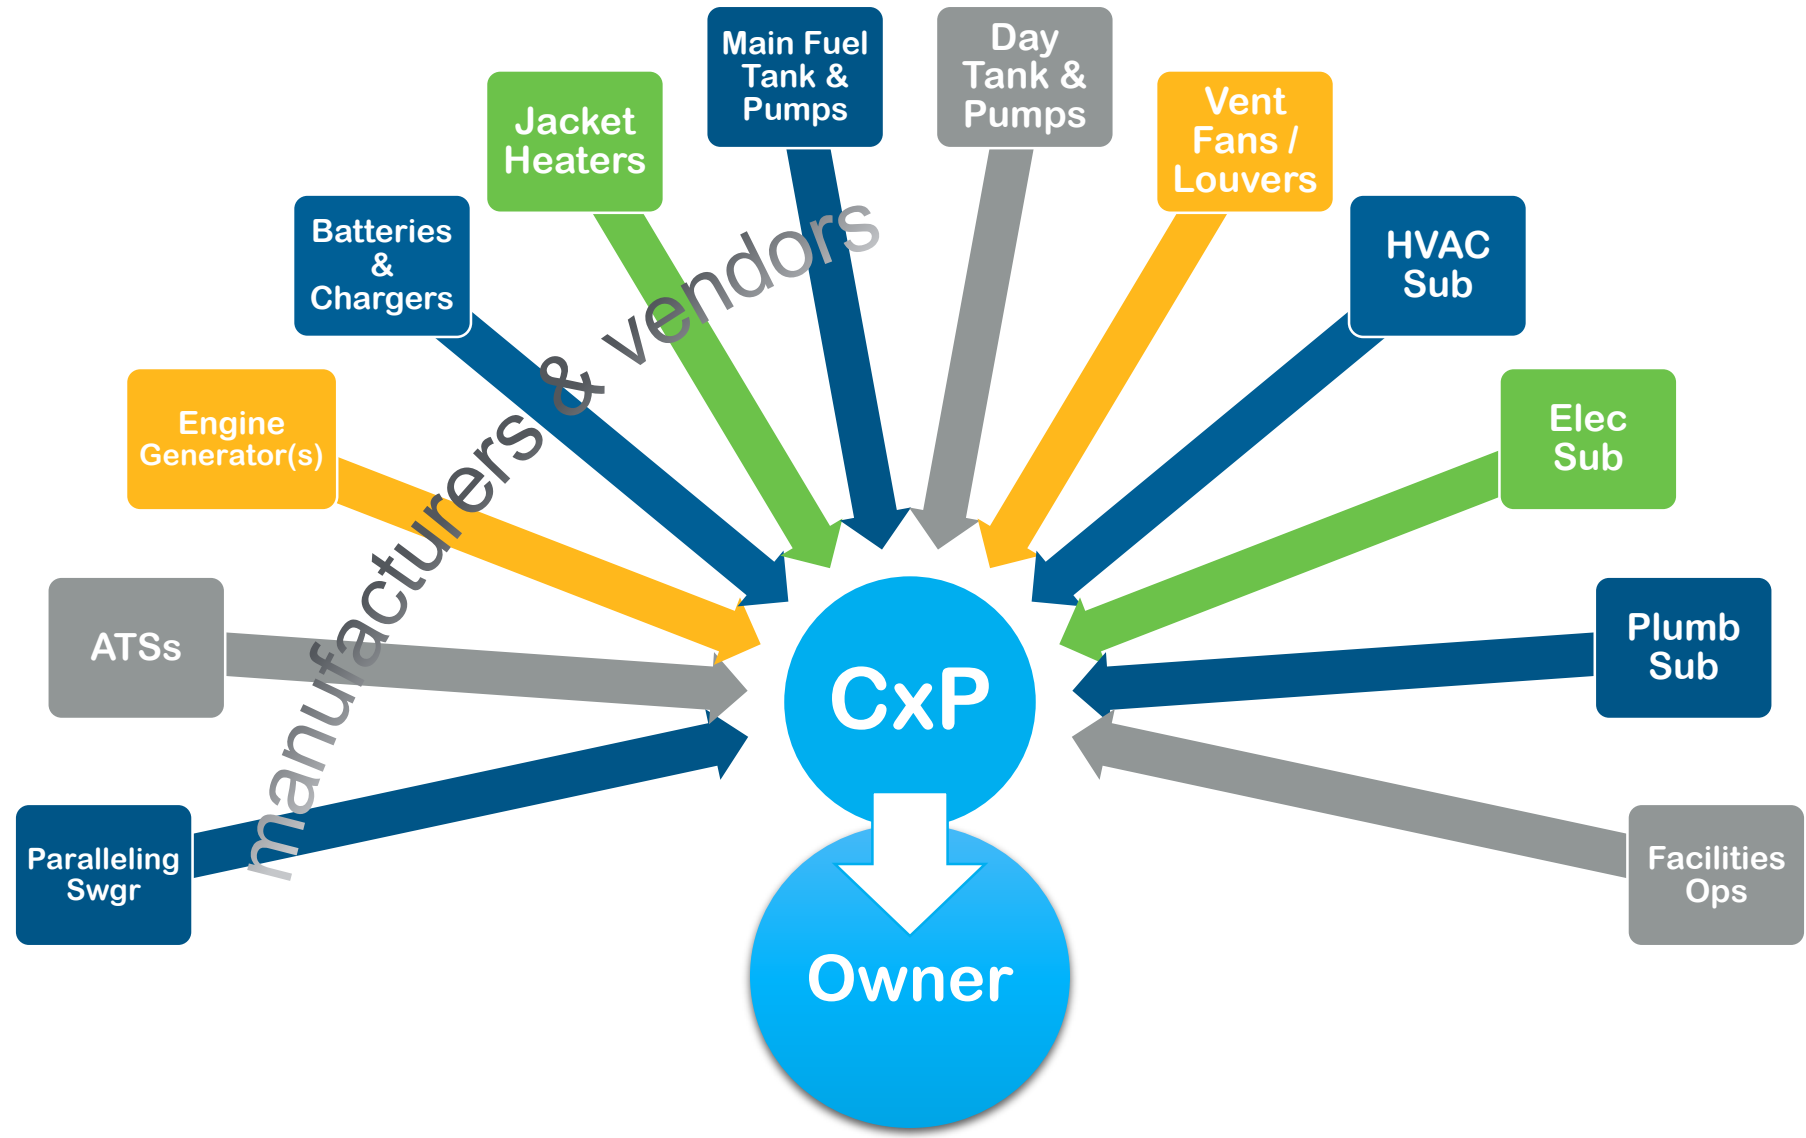 Main Fuel
Tank &
Pumps
Day
Tank &
Pumps
Jacket
Heaters
Vent
Fans /
Louvers
Batteries
&
Chargers
HVAC
Sub
manufacturers & vendors
Engine
Generator(s)
Elec
Sub
ATSs
Plumb
Sub
CxP
Paralleling
Swgr
Facilities
Ops
Owner